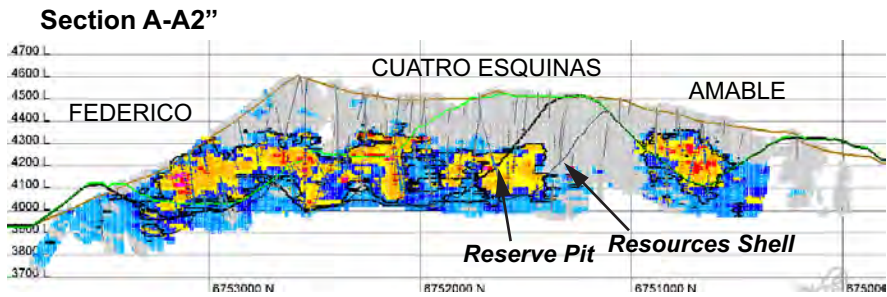 Section A-A2”
4700 L
4600 L
4500 L
4400 L
4300 L
4200 L
4100 L
4000 L
3900 L
3800 L
3700 L
CUATRO ESQUINAS
FEDERICO
AMABLE
Reserve Pit
Resources Shell
6753000 N
6752000 N
6751000 N